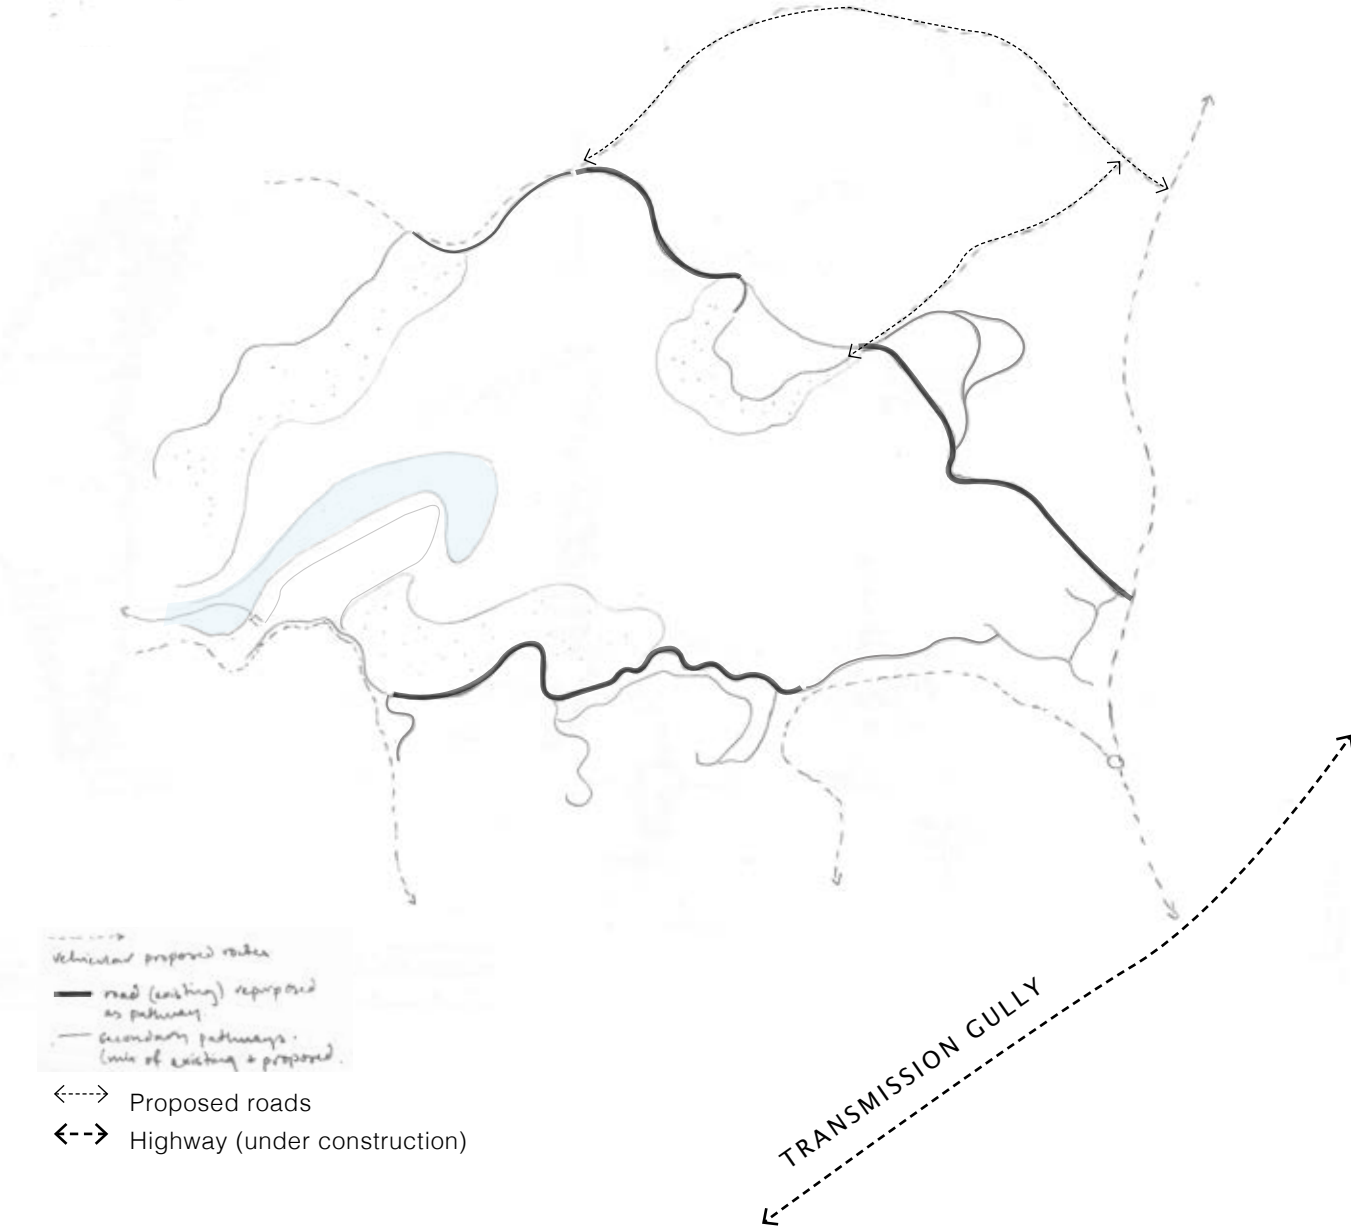 vehicular proposed routes
road (existing) repurposed
as pathway
secondary pathways.
(mix of existing + proposed.
Proposed roads
Highway (under construction)
TRANSMISSION GULLY